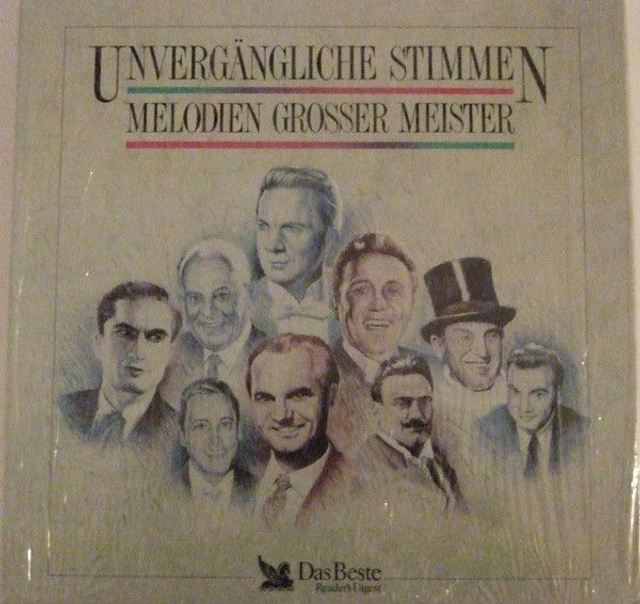 UNVERGÄNGLICHE STIMMEN
MELODIEN GROSSER MEISTER
Das Beste
Reader's Digest